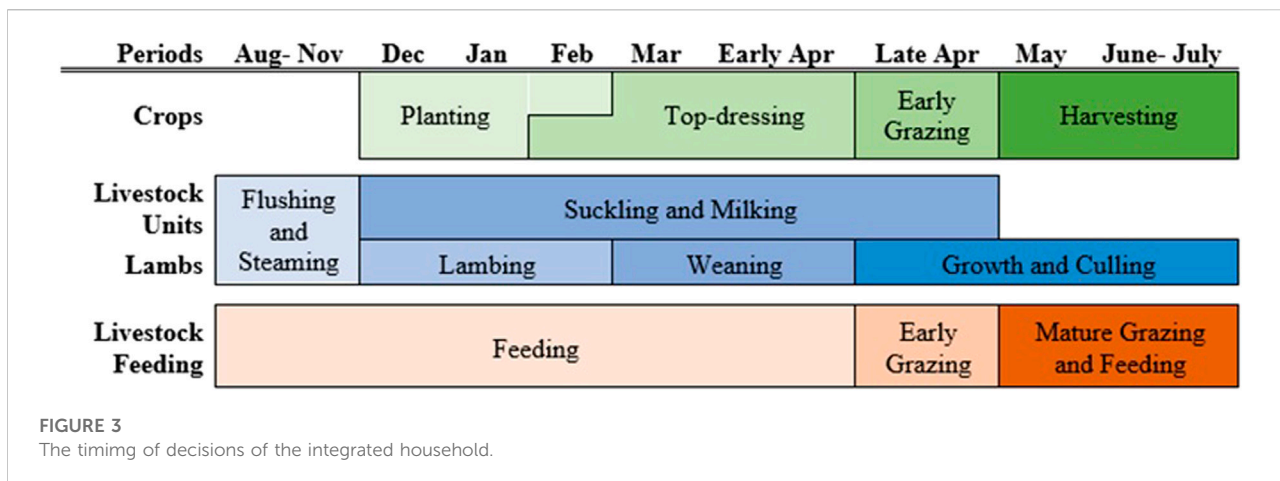 Periods Aug- Nov Dec Jan Feb Mar Early Apr Late Apr May June- July
Crops Planting Top-dressing Early Grazing Harvesting
Livestock Units
Flushing and Steaming
Suckling and Milking
Lambs Lambing Weaning Growth and Culling
Livestock Feeding
Feeding
Early Grazing
Mature Grazing and Feeding
FIGURE 3
The timimg of decisions of the integrated household.